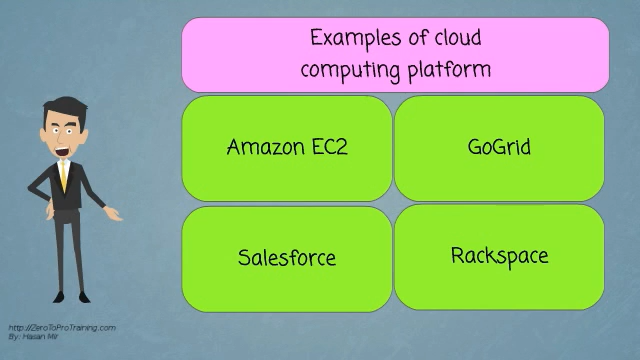 Examples of cloud
computing platform
Amazon EC2
GoGrid
Salesforce
Rackspace
http://ZeroToProTraining.com
By: Hasan Mir